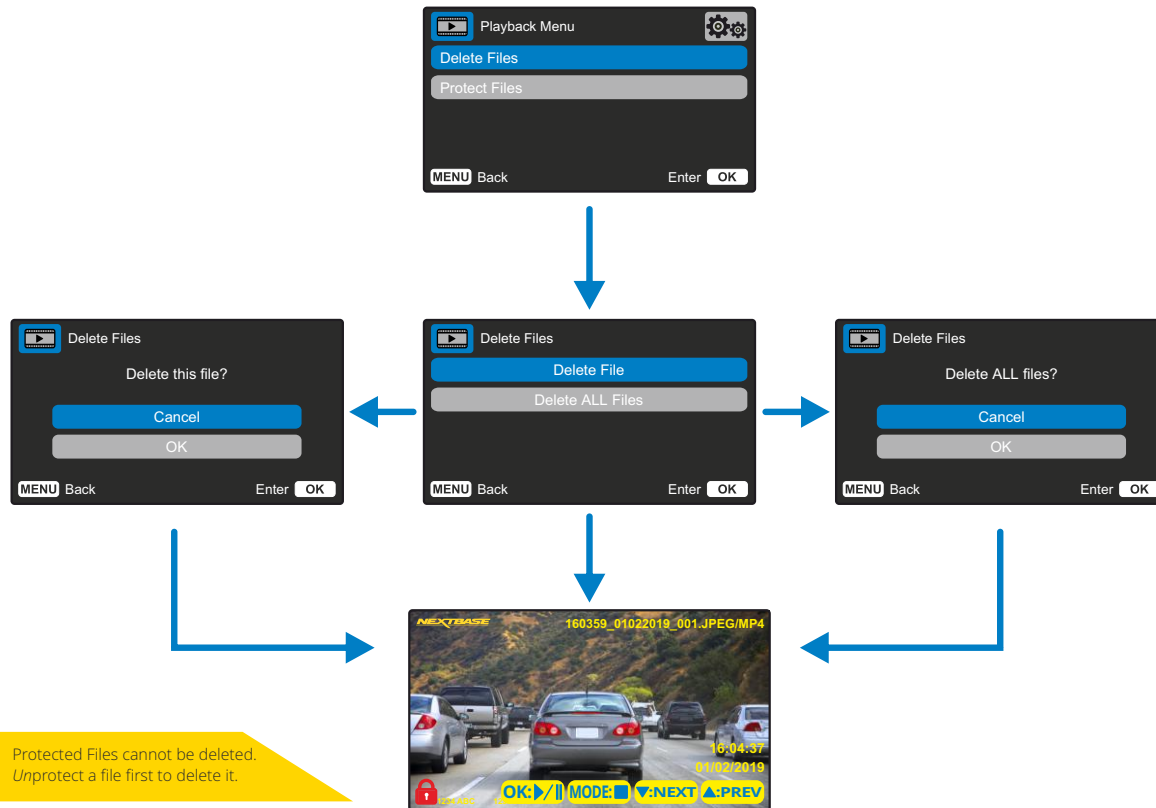 Playback Menu
Delete Files
Protect Files
MENU Back Enter OK
Delete Files
Delete this file?
Cancel
OK
MENU Back Enter OK
Delete Files
Delete File
Delete ALL Files
MENU Back Enter OK
Delete Files
Delete ALL files?
Cancel
OK
MENU Back Enter OK
NEXTBASE 160359_01022019_001.JPEG/MP4
16:04:37
01/02/2019
OK: MODE: :NEXT :PREV
Protected Files cannot be deleted.
Unprotect a file first to delete it.